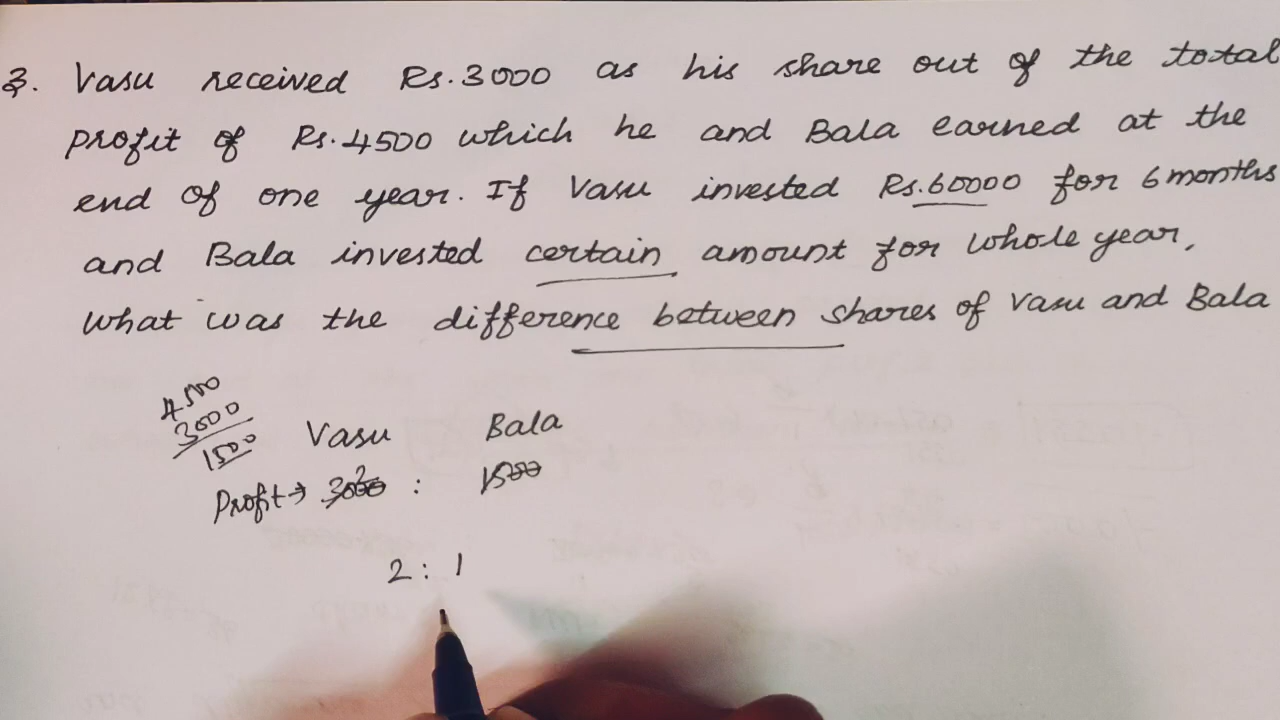 3. Vasu received Rs.3000 as his share out of the total
profit of Rs.4500 which he and Bala earned at the
end of one year. If Vasu invested Rs.60000 for 6 months
and Bala invested certain amount for whole year,
What was the difference between shares of Vasu and Bala
4500
3000
1500
Vasu Bala
2
Profit → 3000 : 1500
2 : 1